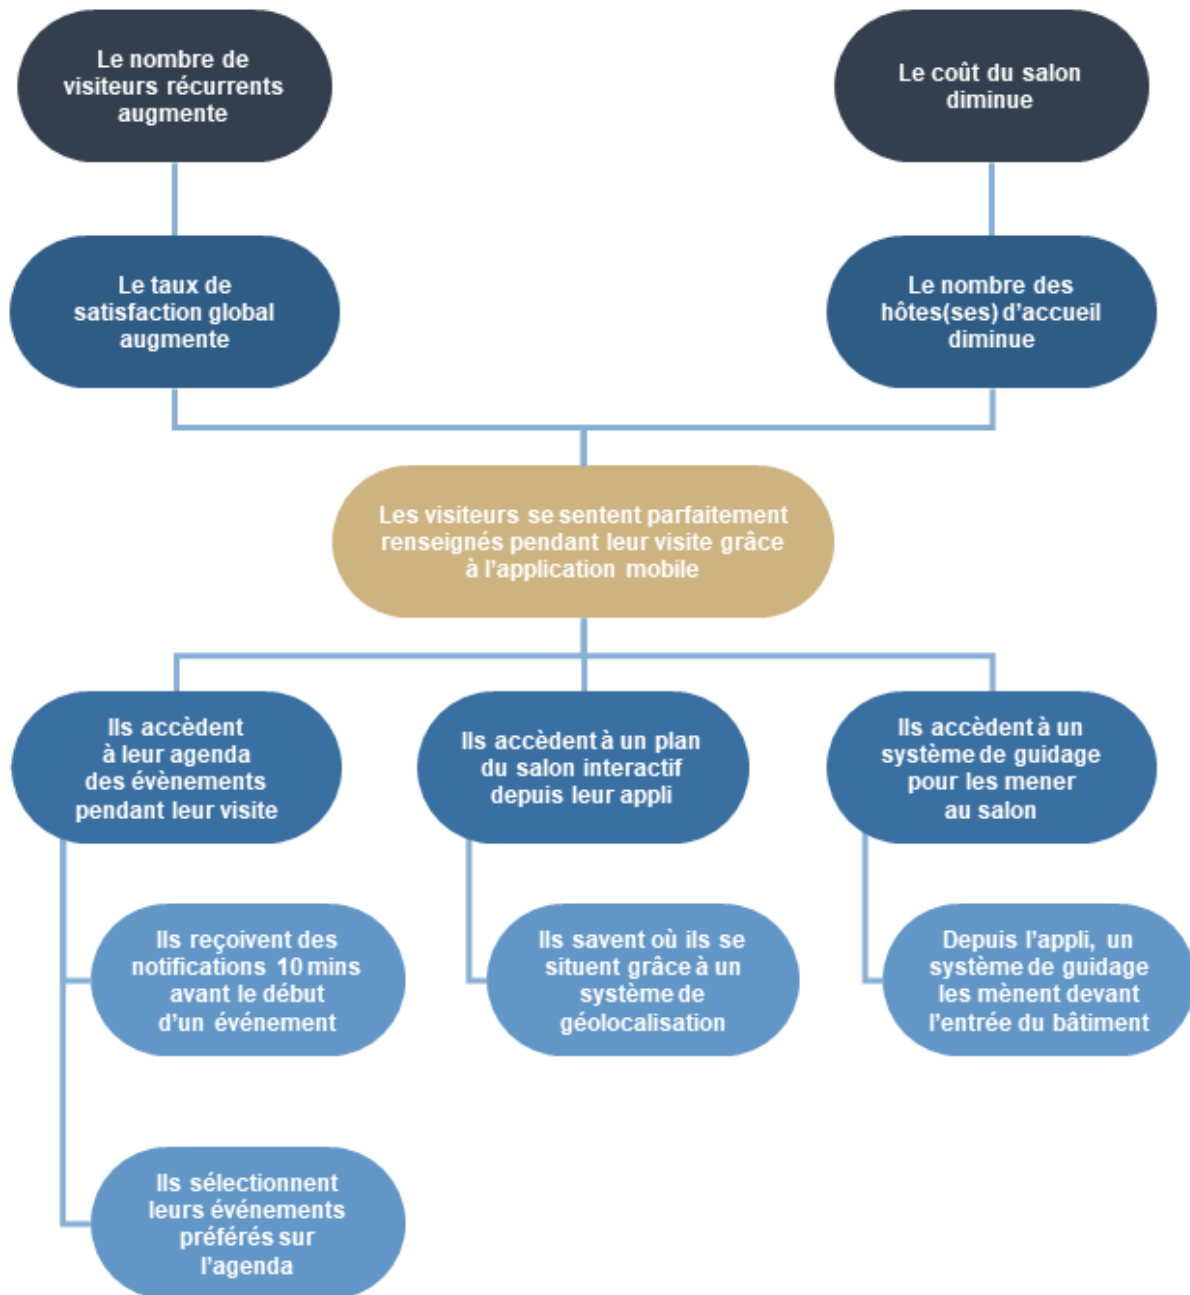 Le nombre de
visiteurs récurrents
augmente
Le coût du salon
diminue
Le taux de
satisfaction global
augmente
Le nombre des
hôtes(ses) d'accueil
diminue
Les visiteurs se sentent parfaitement
renseignés pendant leur visite grâce
à l'application mobile
Ils accèdent
à leur agenda
des évènements
pendant leur visite
Ils accèdent à un plan
du salon interactif
depuis leur appli
Ils accèdent à un
système de guidage
pour les mener
au salon
Ils reçoivent des
notifications 10 mins
avant le début
d'un événement
Ils savent où ils se
situent grâce à un
système de
géolocalisation
Depuis l'appli, un
système de guidage
les mènent devant
l'entrée du bâtiment
Ils sélectionnent
leurs événements
préférés sur
l'agenda